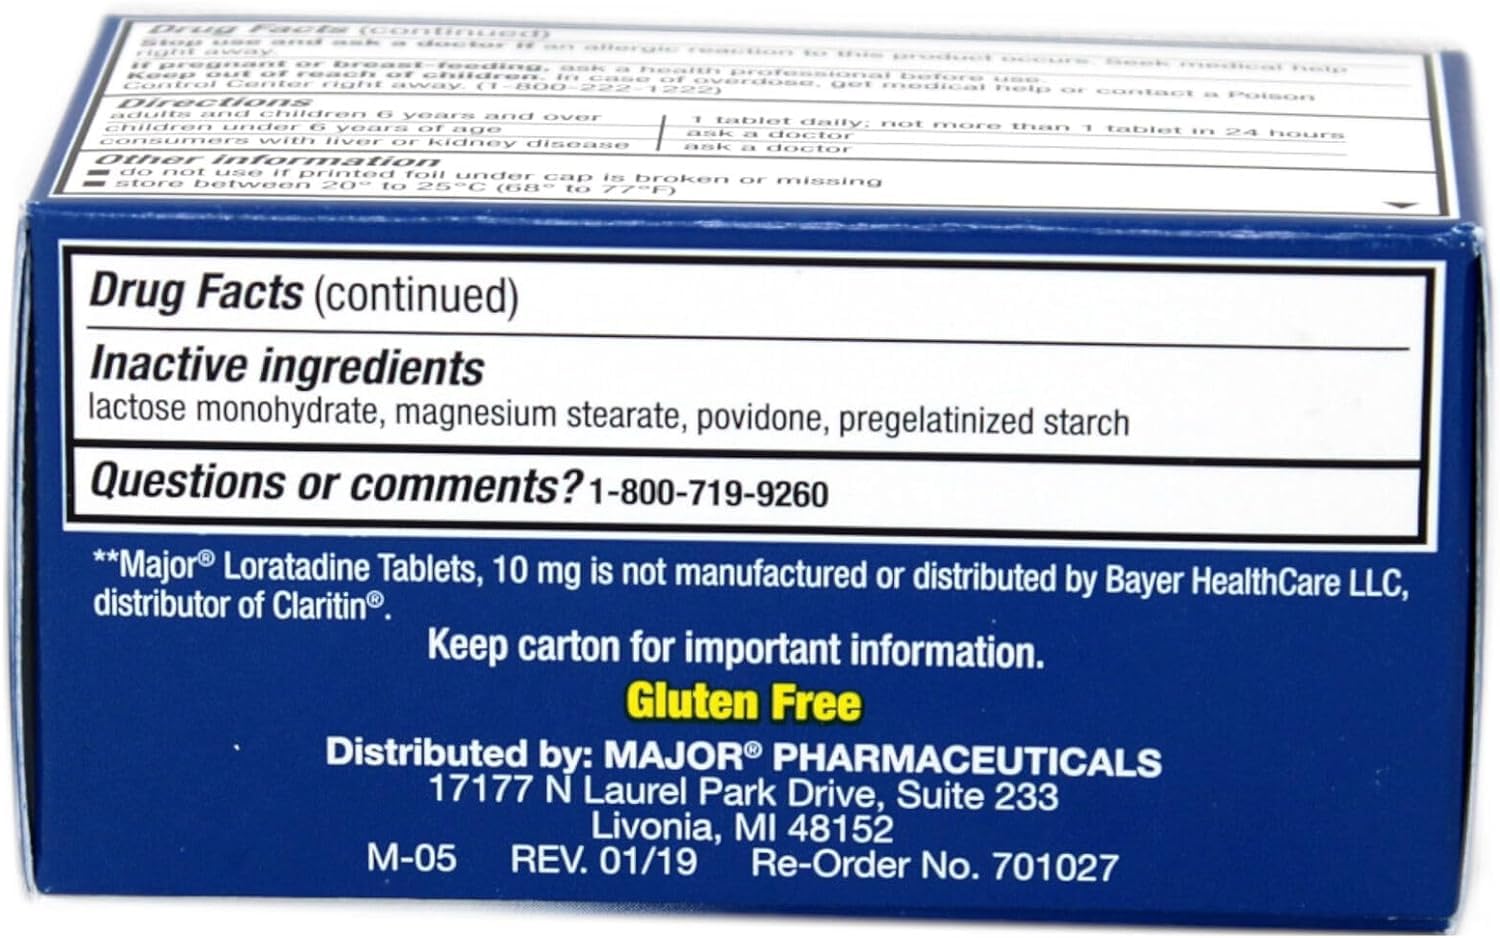 Drug Facts (continued)
Stop use and ask a doctor if an allergic reaction to this product occurs. Seek medical help
right away.
If pregnant or breast-feeding, ask a health professional before use.
Keep out of reach of children. In case of overdose, get medical help or contact a Poison
Control Center right away. (1-800-222-1222)
Directions
adults and children 6 years and over 1 tablet daily; not more than 1 tablet in 24 hours
children under 6 years of age ask a doctor
consumers with liver or kidney disease ask a doctor
Other information
■ do not use if printed foil under cap is broken or missing
■ store between 20° to 25°C (68° to 77°F)
Drug Facts (continued)
Inactive ingredients
lactose monohydrate, magnesium stearate, povidone, pregelatinized starch
Questions or comments? 1-800-719-9260
**Major® Loratadine Tablets, 10 mg is not manufactured or distributed by Bayer HealthCare LLC,
distributor of Claritin®.
Keep carton for important information.
Gluten Free
Distributed by: MAJOR® PHARMACEUTICALS
17177 N Laurel Park Drive, Suite 233
Livonia, MI 48152
M-05 REV. 01/19 Re-Order No. 701027